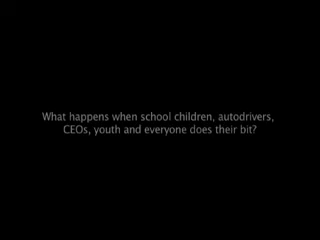 What happens when school children, autodrivers,
CEOs, youth and everyone does their bit?